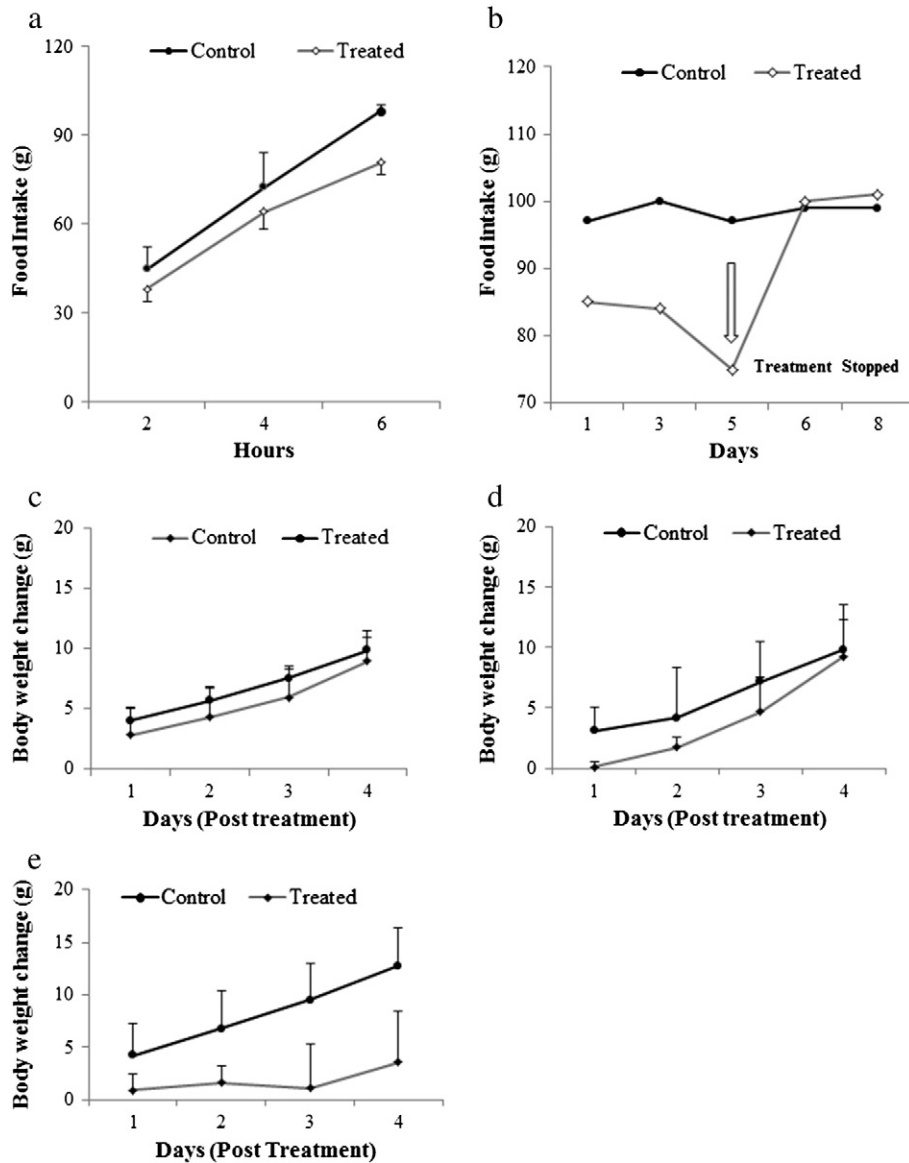 a
Control Treated
120
90
60
30
0
Food Intake (g)
2 4 6
Hours
b
Control Treated
120
110
100
90
80
70
Food intake (g)
Treatment Stopped
1 3 5 6 8
Days
c
Control Treated
20
15
10
5
0
Body weight change (g)
1 2 3 4
Days (Post treatment)
d
Control Treated
20
15
10
5
0
Body weight change (g)
1 2 3 4
Days (Post treatment)
e
Control Treated
20
15
10
5
0
Body weight change (g)
1 2 3 4
Days (Post Treatment)